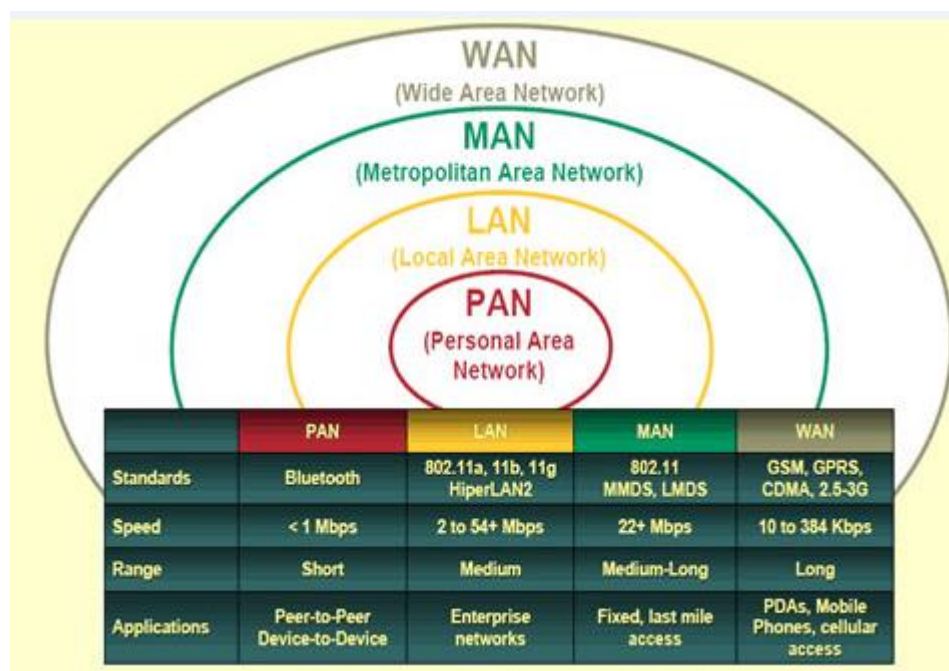 WAN
(Wide Area Network)
MAN
(Metropolitan Area Network)
LAN
(Local Area Network)
PAN
(Personal Area
Network)
PAN LAN MAN WAN
Standards Bluetooth 802.11a, 11b, 11g HiperLAN2 802.11 MMDS, LMDS GSM, GPRS, CDMA, 2.5-3G
Speed < 1 Mbps 2 to 54+ Mbps 22+ Mbps 10 to 384 Kbps
Range Short Medium Medium-Long Long
Applications Peer-to-Peer Device-to-Device Enterprise networks Fixed, last mile access PDAs, Mobile Phones, cellular access